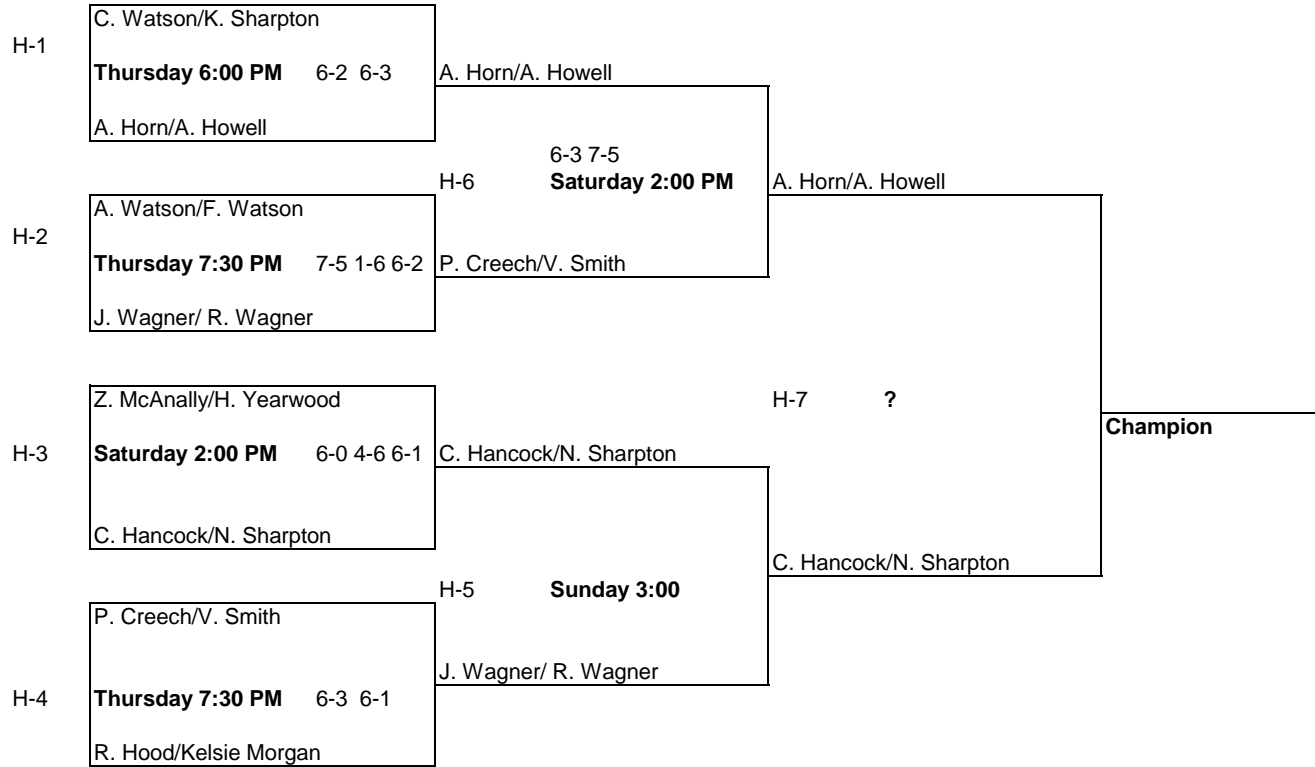 C. Watson/K. Sharpton
H-1
Thursday 6:00 PM 6-2 6-3 A. Horn/A. Howell
A. Horn/A. Howell
6-3 7-5
H-6 Saturday 2:00 PM A. Horn/A. Howell
A. Watson/F. Watson
H-2
Thursday 7:30 PM 7-5 1-6 6-2 P. Creech/V. Smith
J. Wagner/ R. Wagner
Z. McAnally/H. Yearwood H-7 ?
Champion
H-3 Saturday 2:00 PM 6-0 4-6 6-1 C. Hancock/N. Sharpton
C. Hancock/N. Sharpton
C. Hancock/N. Sharpton
H-5 Sunday 3:00
P. Creech/V. Smith
J. Wagner/ R. Wagner
H-4 Thursday 7:30 PM 6-3 6-1
R. Hood/Kelsie Morgan